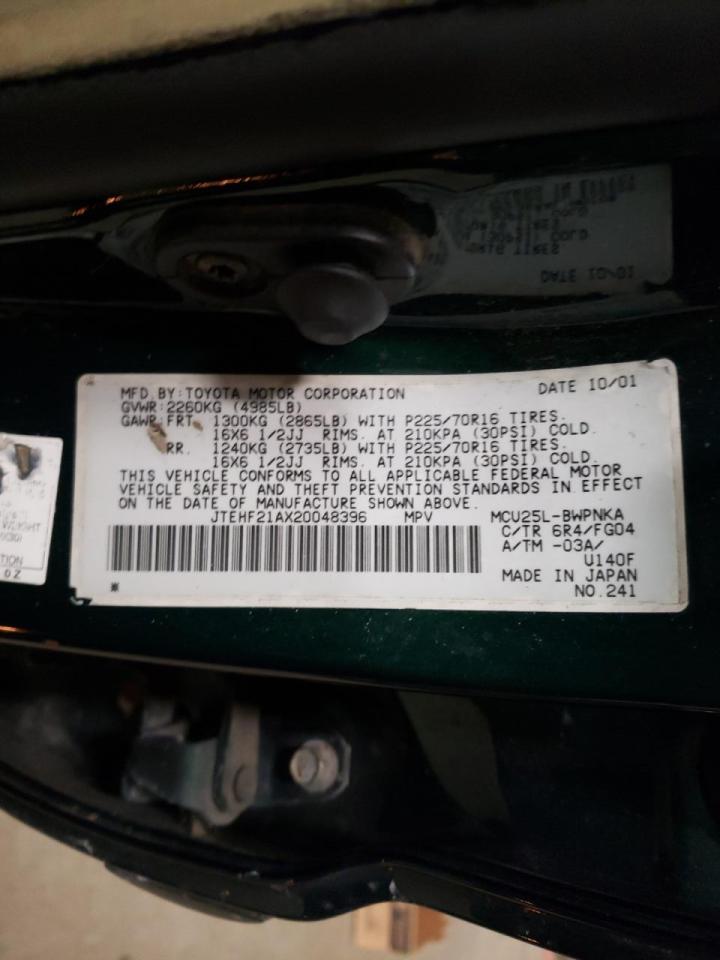 MFD.BY:TOYOTA MOTOR CORPORATION DATE 10/01
GVWR:2260KG (4985LB)
GAWR:FRT. 1300KG (2865LB) WITH P225/70R16 TIRES.
16X6 1/2JJ RIMS. AT 210KPA (30PSI) COLD.
RR. 1240KG (2735LB) WITH P225/70R16 TIRES.
16X6 1/2JJ RIMS. AT 210KPA (30PSI) COLD.
THIS VEHICLE CONFORMS TO ALL APPLICABLE FEDERAL MOTOR
VEHICLE SAFETY AND THEFT PREVENTION STANDARDS IN EFFECT
ON THE DATE OF MANUFACTURE SHOWN ABOVE.
JTEHF21AX20048396 MPV MCU25L-BWPNKA
C/TR 6R4/FG04
A/TM -03A/
U140F
MADE IN JAPAN
NO.241
*
OZ